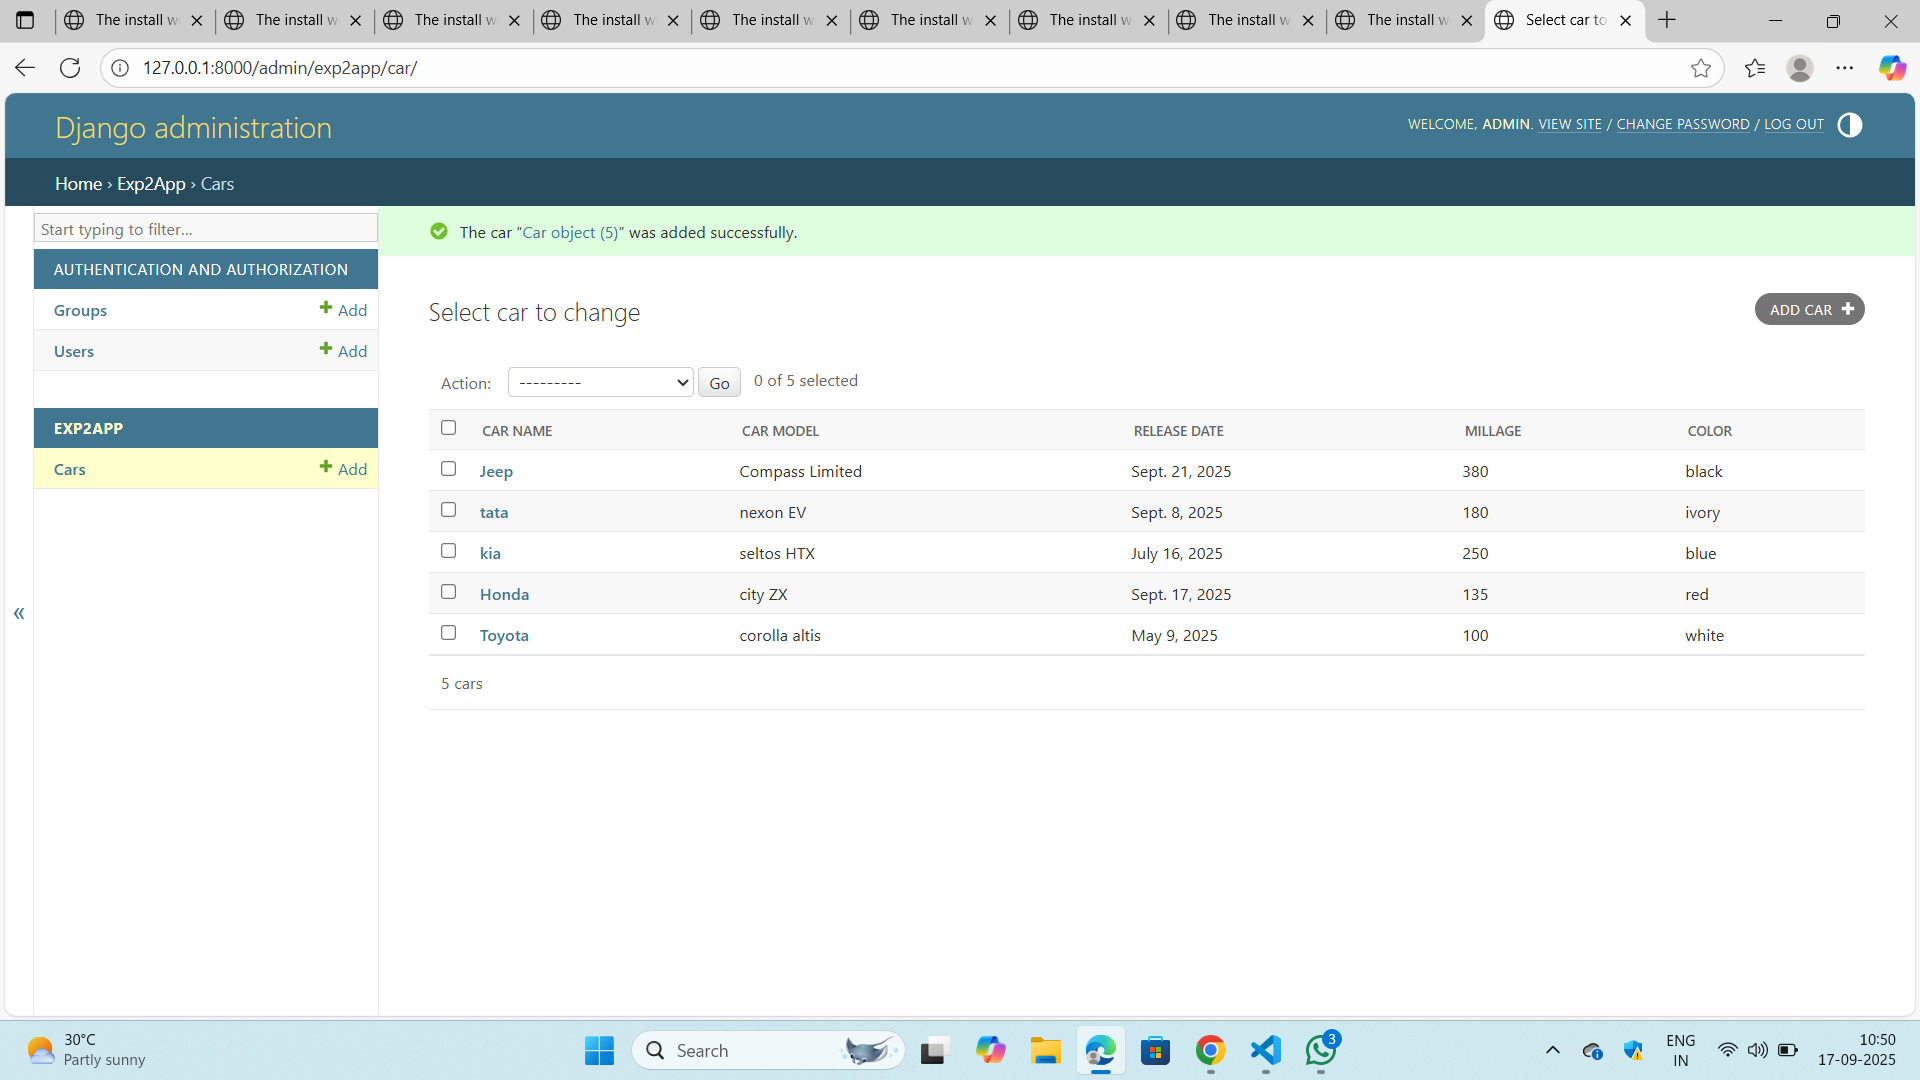 The install w The install w The install w The install w The install w The install w The install w The install w The install w Select car to
127.0.0.1:8000/admin/exp2app/car/
Django administration
WELCOME, ADMIN. VIEW SITE / CHANGE PASSWORD / LOG OUT
Home › Exp2App › Cars
Start typing to filter...
AUTHENTICATION AND AUTHORIZATION
Groups Add
Users Add
EXP2APP
Cars Add
«
The car “Car object (5)” was added successfully.
Select car to change
ADD CAR
Action: --------- Go 0 of 5 selected
CAR NAME CAR MODEL RELEASE DATE MILLAGE COLOR
Jeep Compass Limited Sept. 21, 2025 380 black
tata nexon EV Sept. 8, 2025 180 ivory
kia seltos HTX July 16, 2025 250 blue
Honda city ZX Sept. 17, 2025 135 red
Toyota corolla altis May 9, 2025 100 white
5 cars
30°C
Partly sunny
Search
3
ENG
IN
10:50
17-09-2025